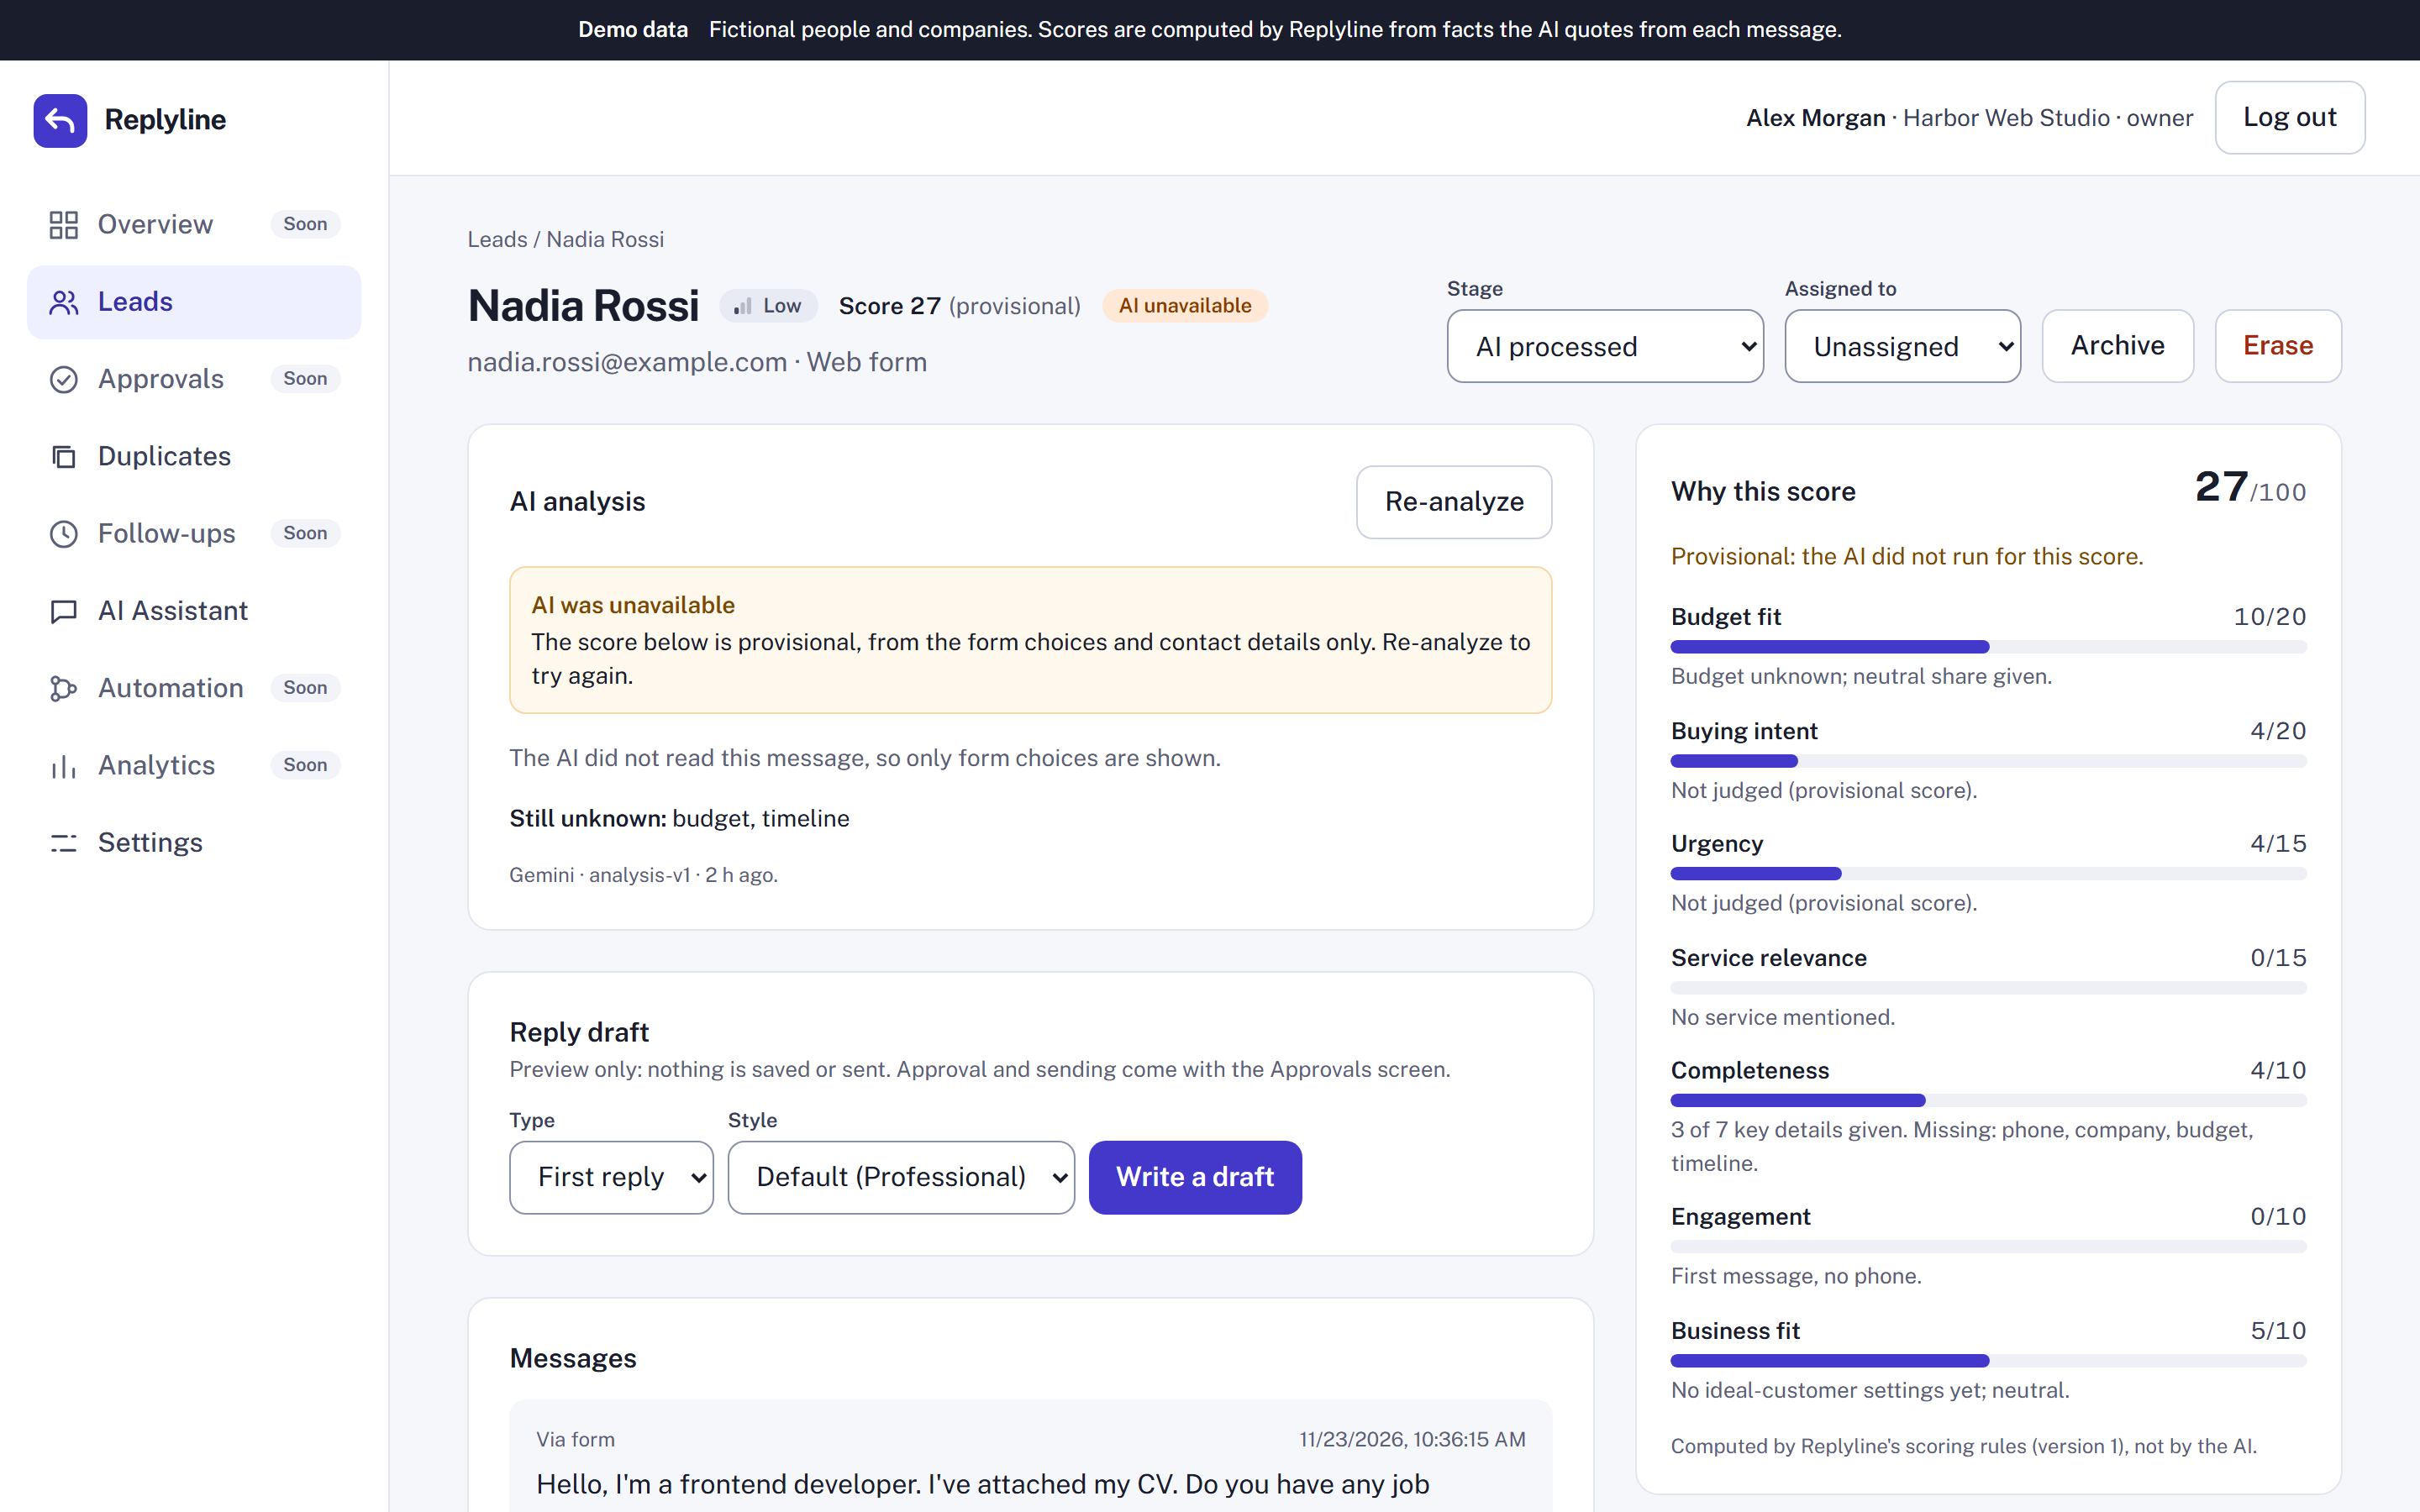 Demo data Fictional people and companies. Scores are computed by Replyline from facts the AI quotes from each message.
Replyline
Alex Morgan · Harbor Web Studio · owner
Log out
Overview Soon
Leads
Approvals Soon
Duplicates
Follow-ups Soon
AI Assistant
Automation Soon
Analytics Soon
Settings
Leads / Nadia Rossi
Nadia Rossi Low Score 27 (provisional) AI unavailable
nadia.rossi@example.com · Web form
Stage
AI processed
Assigned to
Unassigned
Archive
Erase
AI analysis
Re-analyze
AI was unavailable
The score below is provisional, from the form choices and contact details only. Re-analyze to
try again.
The AI did not read this message, so only form choices are shown.
Still unknown: budget, timeline
Gemini · analysis-v1 · 2 h ago.
Reply draft
Preview only: nothing is saved or sent. Approval and sending come with the Approvals screen.
Type
First reply
Style
Default (Professional)
Write a draft
Messages
Via form 11/23/2026, 10:36:15 AM
Hello, I'm a frontend developer. I've attached my CV. Do you have any job
Why this score 27/100
Provisional: the AI did not run for this score.
Budget fit 10/20
Budget unknown; neutral share given.
Buying intent 4/20
Not judged (provisional score).
Urgency 4/15
Not judged (provisional score).
Service relevance 0/15
No service mentioned.
Completeness 4/10
3 of 7 key details given. Missing: phone, company, budget,
timeline.
Engagement 0/10
First message, no phone.
Business fit 5/10
No ideal-customer settings yet; neutral.
Computed by Replyline's scoring rules (version 1), not by the AI.